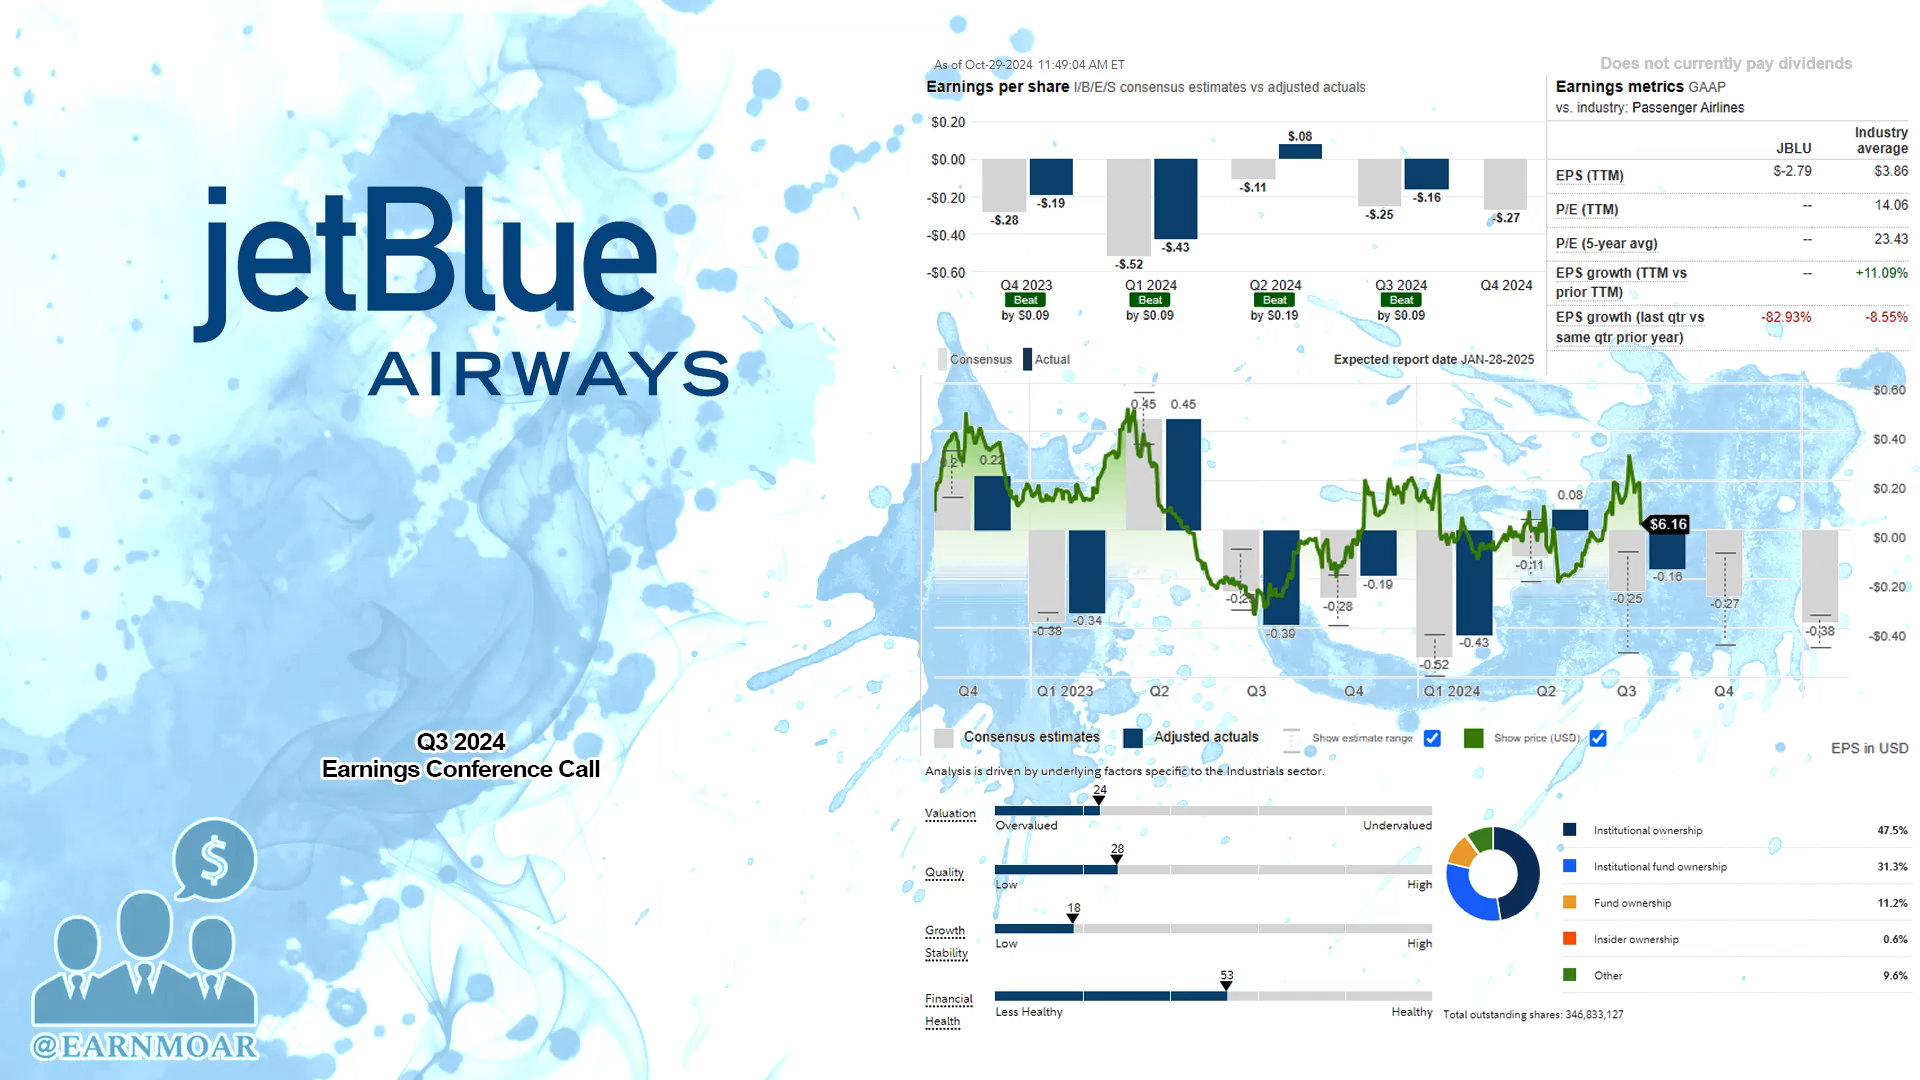 jetBlue
AIRWAYS
Q3 2024
Earnings Conference Call
$
@EARNMOAR
As of Oct-29-2024 11:49:04 AM ET
Does not currently pay dividends
Earnings per share I/B/E/S consensus estimates vs adjusted actuals
$0.20
$0.00
-$0.20
-$0.40
-$0.60
-$.28
-$.19
-$.52
-$.43
-$.11
$.08
-$.25
-$.16
-$.27
Q4 2023
Beat
by $0.09
Q1 2024
Beat
by $0.09
Q2 2024
Beat
by $0.19
Q3 2024
Beat
by $0.09
Q4 2024
Consensus Actual
Expected report date JAN-28-2025
Earnings metrics GAAP
vs. industry: Passenger Airlines
JBLU Industry average
EPS (TTM) $-2.79 $3.86
P/E (TTM) -- 14.06
P/E (5-year avg) -- 23.43
EPS growth (TTM vs prior TTM) -- +11.09%
EPS growth (last qtr vs same qtr prior year) -82.93% -8.55%
$0.60
$0.40
$0.20
$0.00
-$0.20
-$0.40
0.21
0.22
-0.38
-0.34
0.45
0.45
-0.39
-0.28
-0.19
-0.52
-0.43
-0.11
0.08
-0.25
-0.16
$6.16
-0.27
-0.38
Q4 Q1 2023 Q2 Q3 Q4 Q1 2024 Q2 Q3 Q4
Consensus estimates Adjusted actuals Show estimate range Show price (USD)
EPS in USD
Analysis is driven by underlying factors specific to the Industrials sector.
Valuation
24
Overvalued Undervalued
Quality
28
Low High
Growth Stability
18
Low High
Financial Health
53
Less Healthy Healthy
Institutional ownership 47.5%
Institutional fund ownership 31.3%
Fund ownership 11.2%
Insider ownership 0.6%
Other 9.6%
Total outstanding shares: 346,833,127